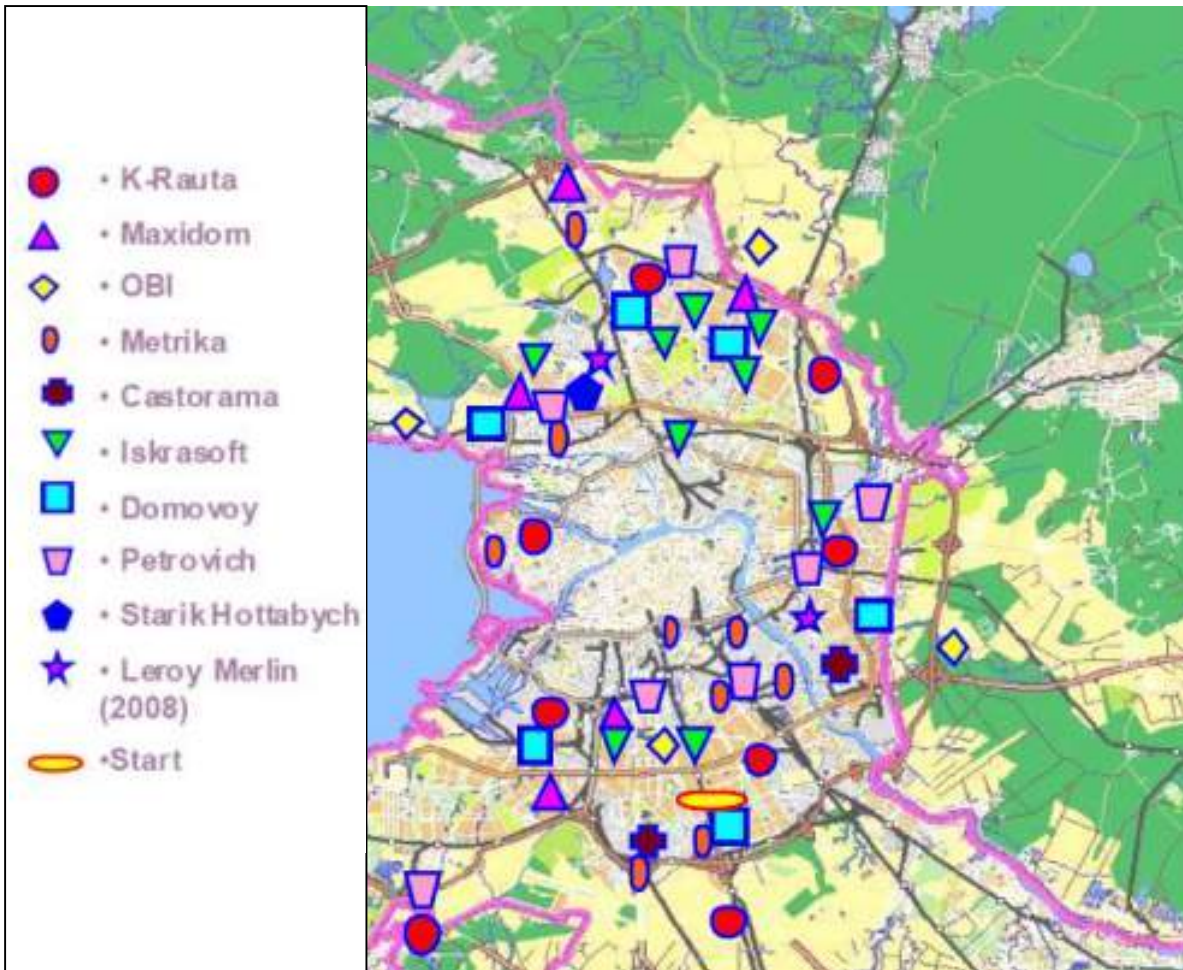 • K-Rauta
• Maxidom
• OBI
• Metrika
• Castorama
• Iskrasoft
• Domovoy
• Petrovich
• Starik Hottabych
• Leroy Merlin
(2008)
•Start